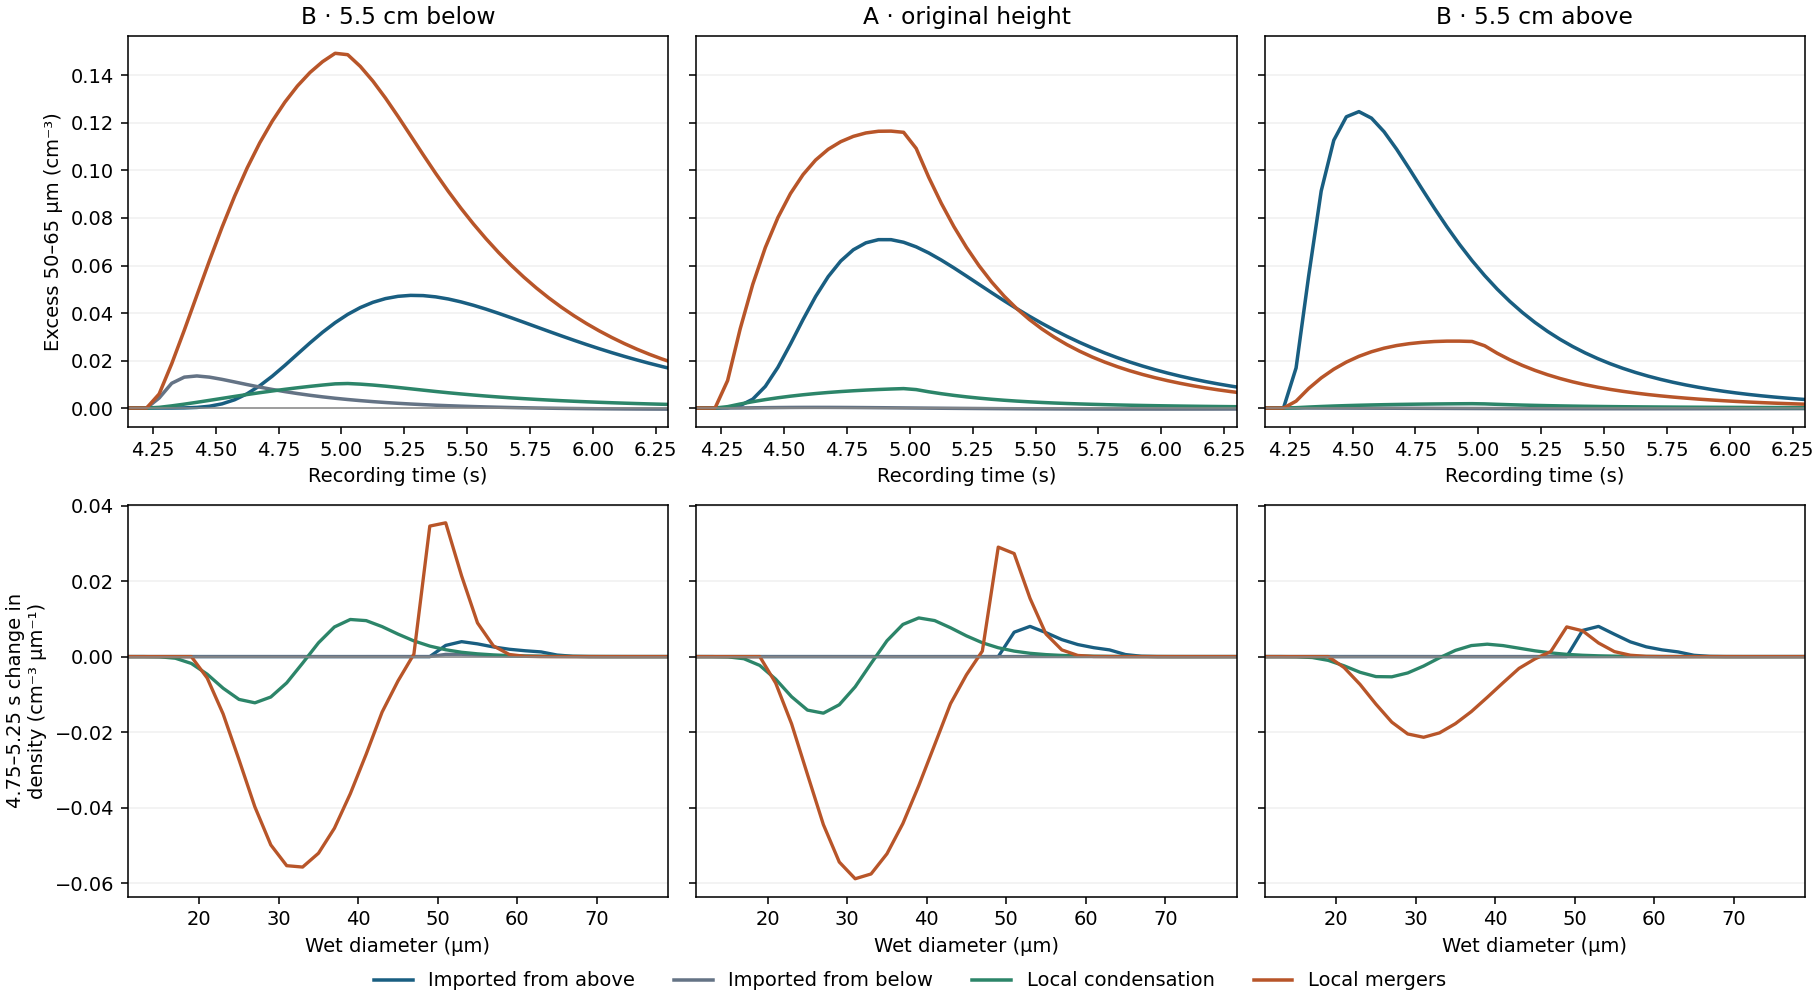 B · 5.5 cm below
A · original height
B · 5.5 cm above
Excess 50–65 µm (cm⁻³)
0.14
0.12
0.10
0.08
0.06
0.04
0.02
0.00
4.25 4.50 4.75 5.00 5.25 5.50 5.75 6.00 6.25
4.25 4.50 4.75 5.00 5.25 5.50 5.75 6.00 6.25
4.25 4.50 4.75 5.00 5.25 5.50 5.75 6.00 6.25
Recording time (s)
Recording time (s)
Recording time (s)
4.75–5.25 s change in
density (cm⁻³ µm⁻¹)
0.04
0.02
0.00
−0.02
−0.04
−0.06
20 30 40 50 60 70
20 30 40 50 60 70
20 30 40 50 60 70
Wet diameter (µm)
Wet diameter (µm)
Wet diameter (µm)
Imported from above
Imported from below
Local condensation
Local mergers